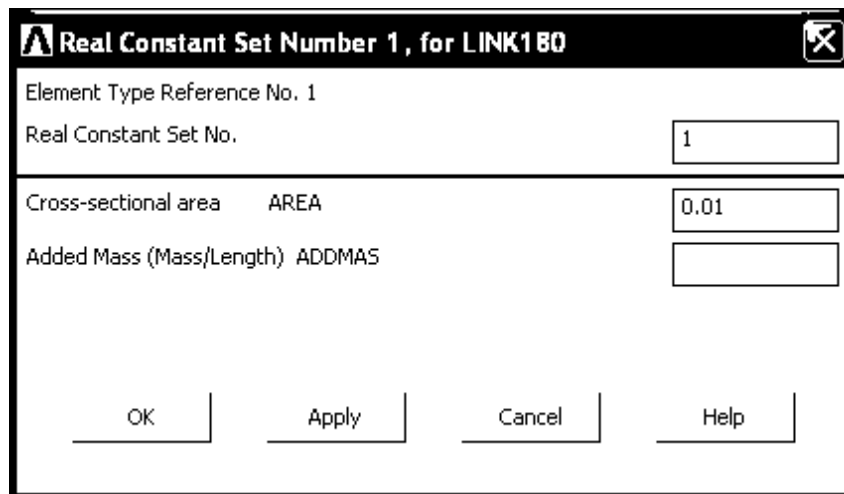 Real Constant Set Number 1, for LINK180
Element Type Reference No. 1
Real Constant Set No. 1
Cross-sectional area AREA 0.01
Added Mass (Mass/Length) ADDMAS
OK Apply Cancel Help